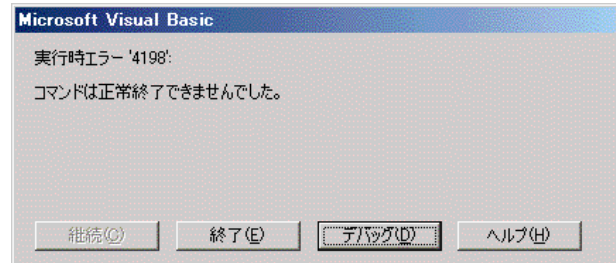 Microsoft Visual Basic
実行時エラー '4198':
コマンドは正常終了できませんでした。
継続(C) 終了(E) デバッグ(D) ヘルプ(H)